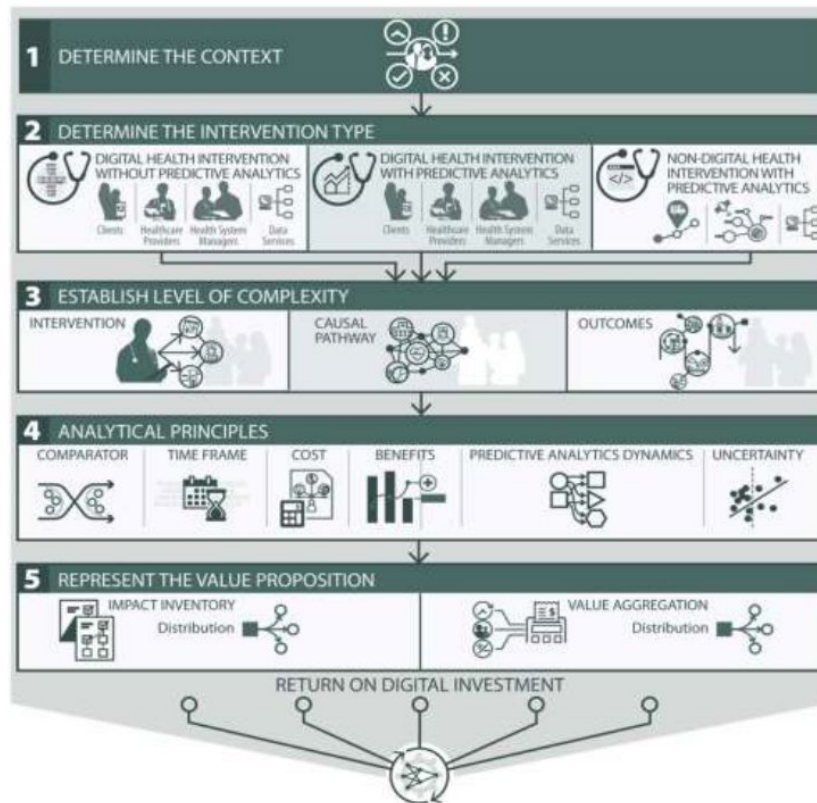 1 DETERMINE THE CONTEXT
2 DETERMINE THE INTERVENTION TYPE
DIGITAL HEALTH INTERVENTION
WITHOUT PREDICTIVE ANALYTICS
Clients
Healthcare
Providers
Health System
Managers
Data
Services
DIGITAL HEALTH INTERVENTION
WITH PREDICTIVE ANALYTICS
Clients
Healthcare
Providers
Health System
Managers
Data
Services
NON-DIGITAL HEALTH
INTERVENTION WITH
PREDICTIVE ANALYTICS
</>
3 ESTABLISH LEVEL OF COMPLEXITY
INTERVENTION
CAUSAL
PATHWAY
OUTCOMES
4 ANALYTICAL PRINCIPLES
COMPARATOR
TIME FRAME
COST
BENEFITS
PREDICTIVE ANALYTICS DYNAMICS
UNCERTAINTY
5 REPRESENT THE VALUE PROPOSITION
IMPACT INVENTORY
Distribution
VALUE AGGREGATION
Distribution
RETURN ON DIGITAL INVESTMENT